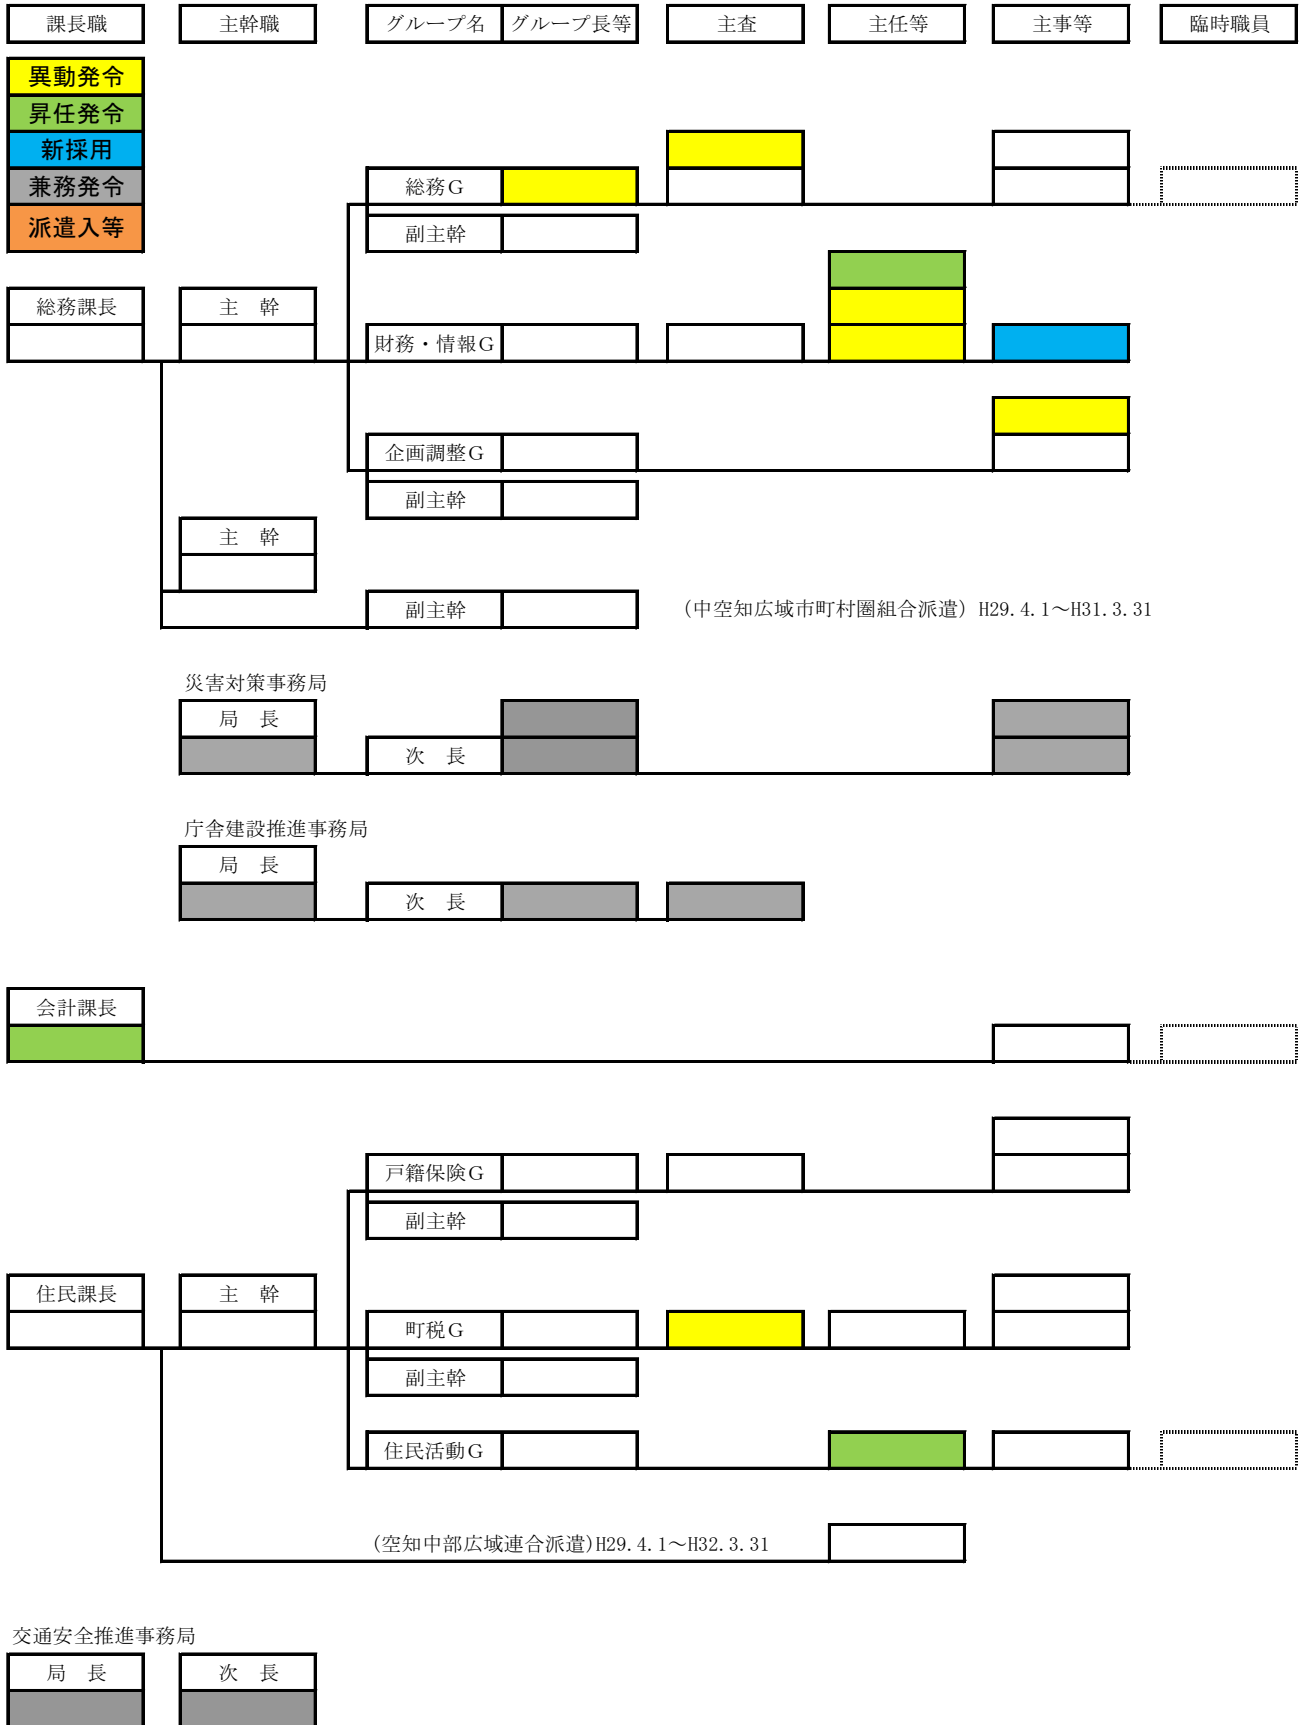 課長職 主幹職 グループ名 グループ長等 主査 主任等 主事等 臨時職員
異動発令
昇任発令
新採用
兼務発令
派遣入等
総務G
副主幹
総務課長 主　幹
財務・情報G
企画調整G
副主幹
主　幹
副主幹 (中空知広域市町村圏組合派遣) H29.4.1～H31.3.31
災害対策事務局
局　長
次　長
庁舎建設推進事務局
局　長
次　長
会計課長
戸籍保険G
副主幹
住民課長 主　幹
町税G
副主幹
住民活動G
(空知中部広域連合派遣)H29.4.1～H32.3.31
交通安全推進事務局
局　長 次　長